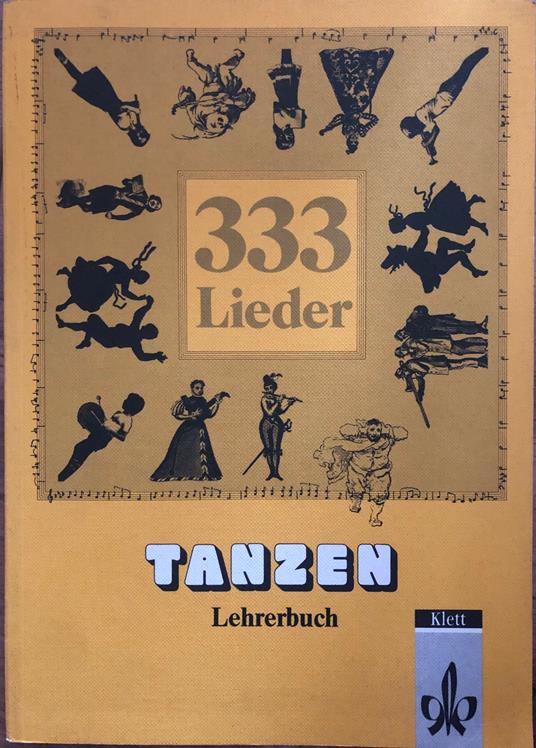 333
Lieder
TANZEN
Lehrerbuch
Klett